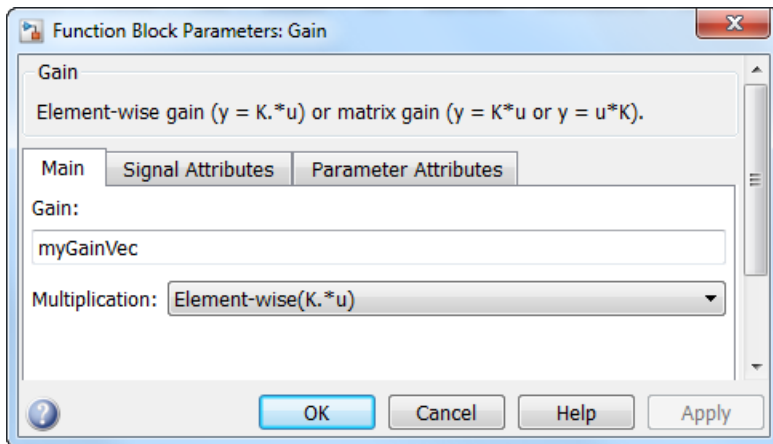 Function Block Parameters: Gain
Gain
Element-wise gain (y = K.*u) or matrix gain (y = K*u or y = u*K).
Main Signal Attributes Parameter Attributes
Gain:
myGainVec
Multiplication: Element-wise(K.*u)
OK Cancel Help Apply